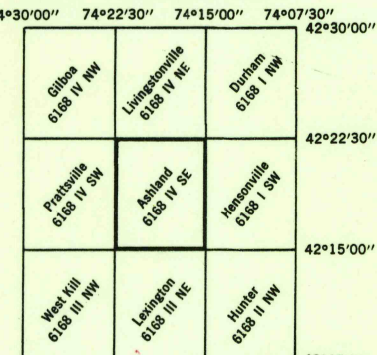 4°30'00" 74°22'30" 74°15'00" 74°07'30"
42°30'00"
Gilboa
6168 IV NW
Livingstonville
6168 IV NE
Durham
6168 I NW
42°22'30"
Prattsville
6168 IV SW
Ashland
6168 IV SE
Hensonville
6168 I SW
42°15'00"
West Kill
6168 III NW
Lexington
6168 III NE
Hunter
6168 II NW